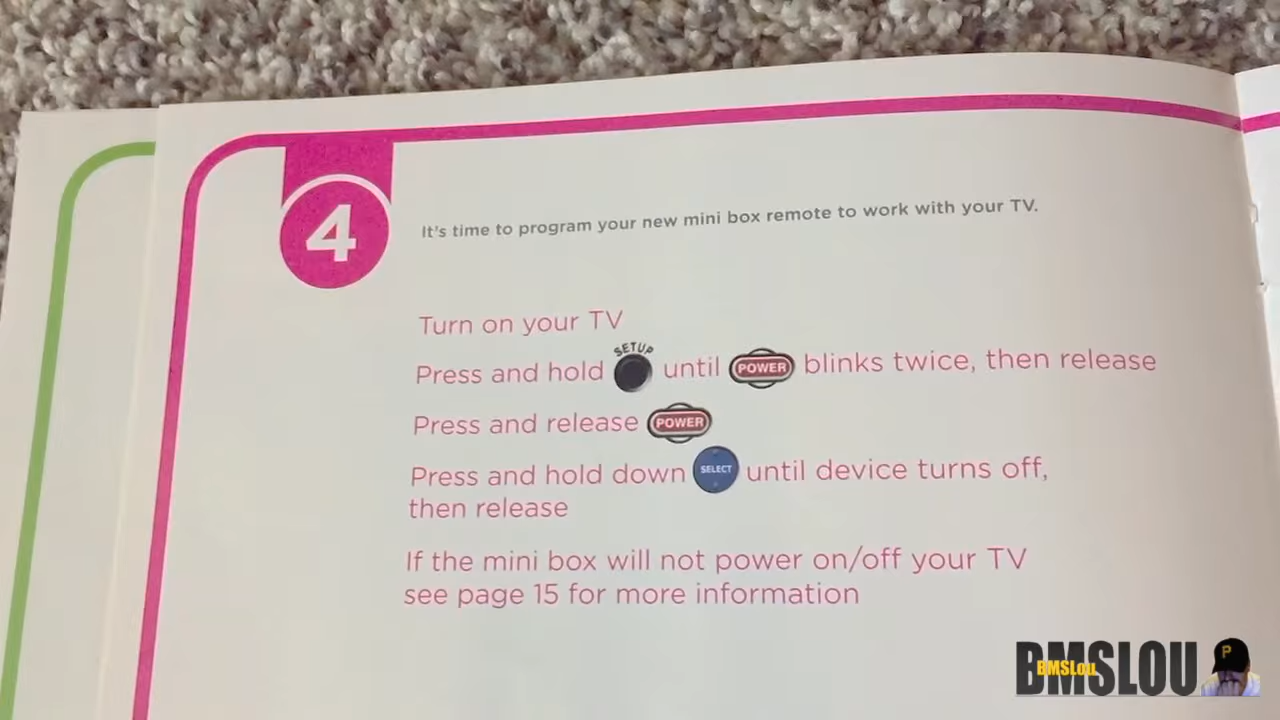 4
It's time to program your new mini box remote to work with your TV.
Turn on your TV
SETUP
Press and hold until POWER blinks twice, then release
Press and release POWER
Press and hold down SELECT until device turns off,
then release
If the mini box will not power on/off your TV
see page 15 for more information
BMSLOU
BMSLou
P